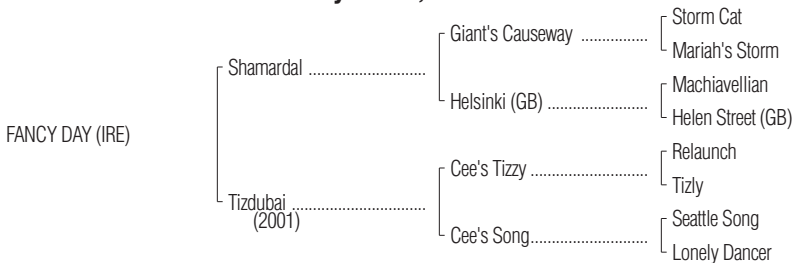 Storm Cat
Giant's Causeway ................
Mariah's Storm
Shamardal ............................
Machiavellian
Helsinki (GB) ........................
Helen Street (GB)
FANCY DAY (IRE)
Relaunch
Cee's Tizzy ...........................
Tizly
Tizdubai ................................
(2001)
Seattle Song
Cee's Song............................
Lonely Dancer